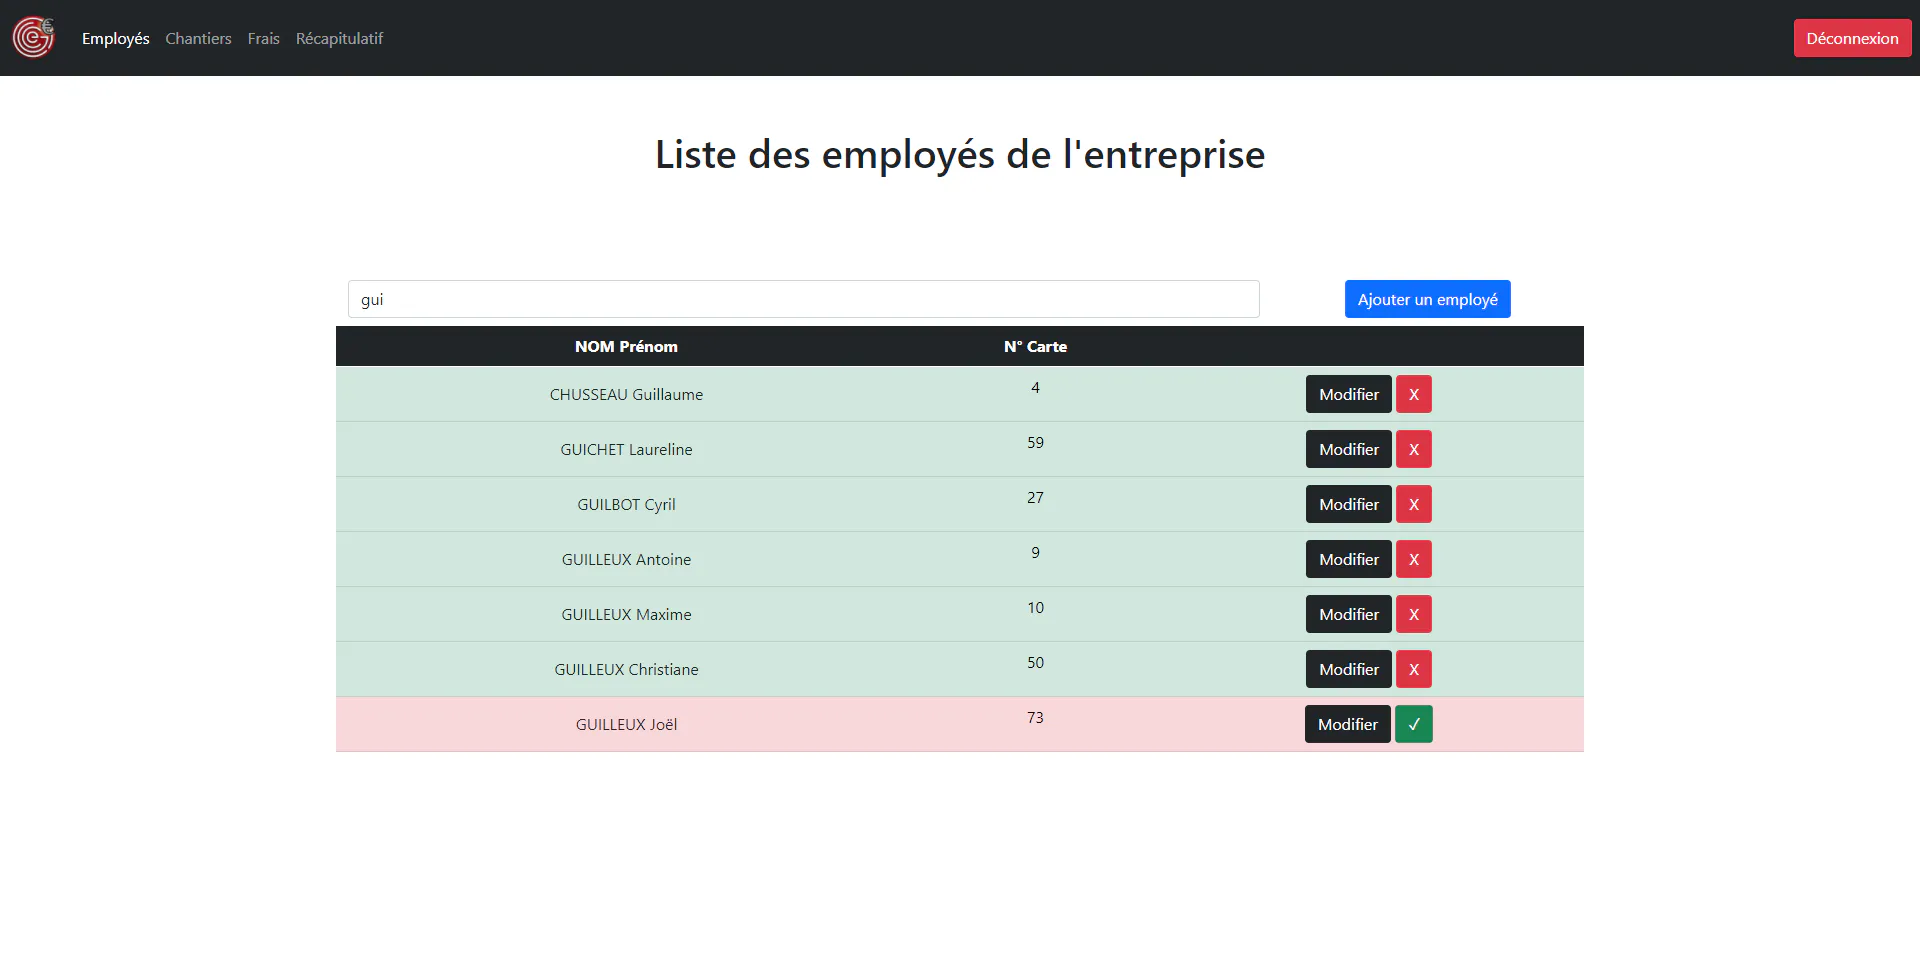 Employés Chantiers Frais Récapitulatif Déconnexion
Liste des employés de l'entreprise
gui Ajouter un employé
NOM Prénom N° Carte
CHUSSEAU Guillaume 4 Modifier X
GUICHET Laureline 59 Modifier X
GUILBOT Cyril 27 Modifier X
GUILLEUX Antoine 9 Modifier X
GUILLEUX Maxime 10 Modifier X
GUILLEUX Christiane 50 Modifier X
GUILLEUX Joël 73 Modifier ✓